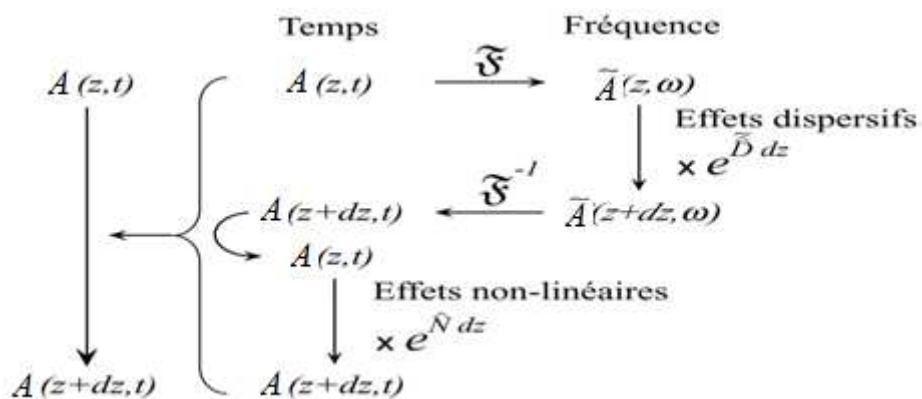 Temps Fréquence
A(z,t) A(z,t) 𝔉 Ã(z,ω)
Effets dispersifs
× e^{D̃ dz}
A(z+dz,t) 𝔉^{-1} Ã(z+dz,ω)
A(z,t)
Effets non-linéaires
× e^{N̂ dz}
A(z+dz,t) A(z+dz,t)